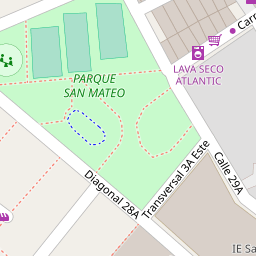 Carr
LAVA SECO
ATLANTIC
PARQUE
SAN MATEO
Transversal 3A Este
Calle 29A
Diagonal 28A
IE Sa